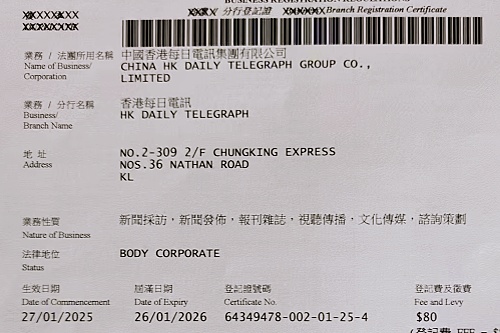 BUSINESS REGISTRATION REGULATIONS
分行登記證 Branch Registration Certificate
業務 / 法團所用名稱 中國香港每日電訊集團有限公司
Name of Business/ CHINA HK DAILY TELEGRAPH GROUP CO.,
Corporation LIMITED
業務 / 分行名稱 香港每日電訊
Business/ HK DAILY TELEGRAPH
Branch Name
地 址 NO.2-309 2/F CHUNGKING EXPRESS
Address NOS.36 NATHAN ROAD
KL
業務性質 新聞採訪，新聞發佈，報刊雜誌，視聽傳播，文化傳媒，諮詢策劃
Nature of Business
法律地位 BODY CORPORATE
Status
生效日期 屆滿日期 登記證號碼 登記費及徵費
Date of Commencement Date of Expiry Certificate No. Fee and Levy
27/01/2025 26/01/2026 64349478-002-01-25-4 $80
(登記費 FEE = $